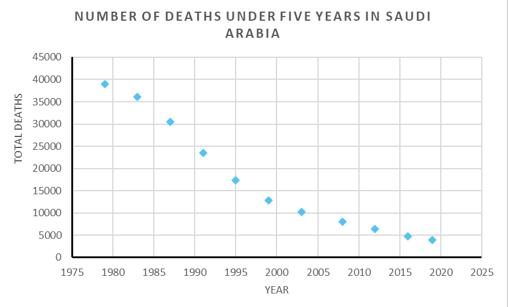 NUMBER OF DEATHS UNDER FIVE YEARS IN SAUDI
ARABIA
45000
40000
35000
30000
25000
20000
15000
10000
5000
0
TOTAL DEATHS
1975 1980 1985 1990 1995 2000 2005 2010 2015 2020 2025
YEAR